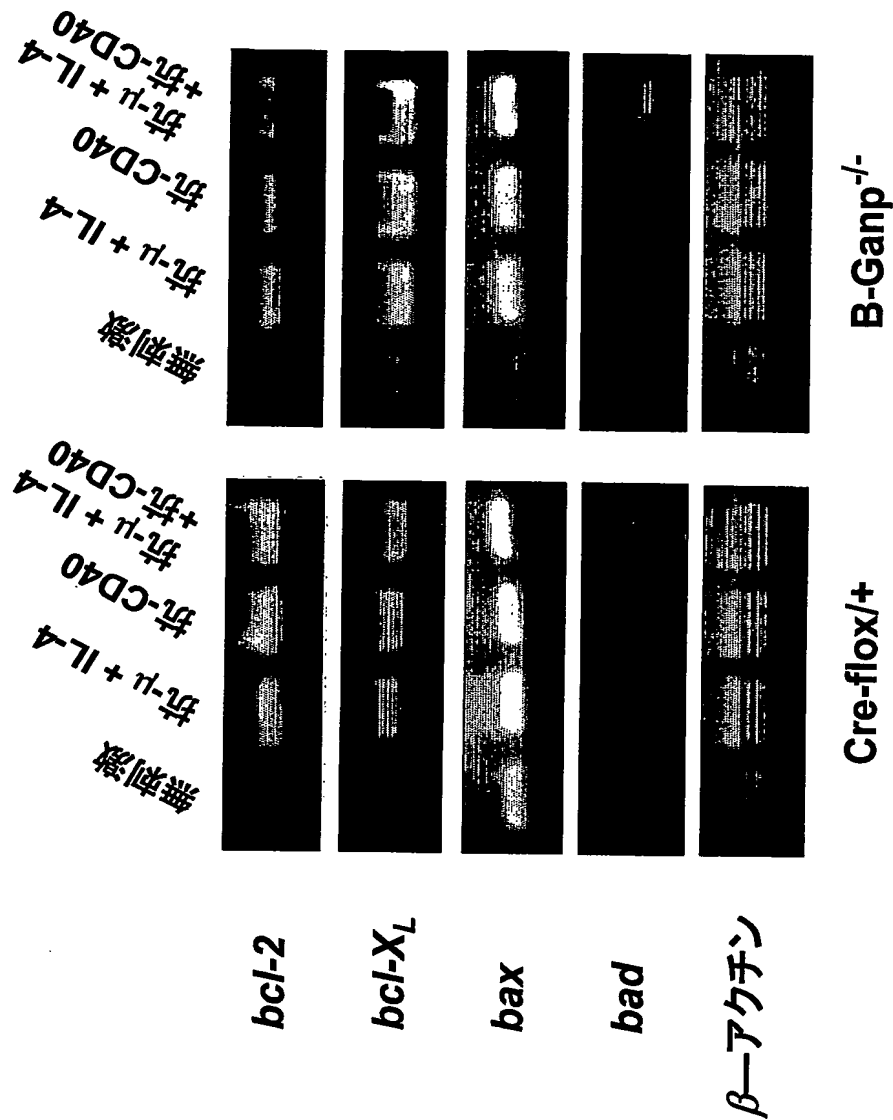 無刺激
抗-μ + IL-4
抗-CD40
抗-μ + IL-4
+抗-CD40
無刺激
抗-μ + IL-4
抗-CD40
抗-μ + IL-4
+抗-CD40
bcl-2
bcl-XL
bax
bad
β—アクチン
Cre-flox/+
B-Ganp-/-